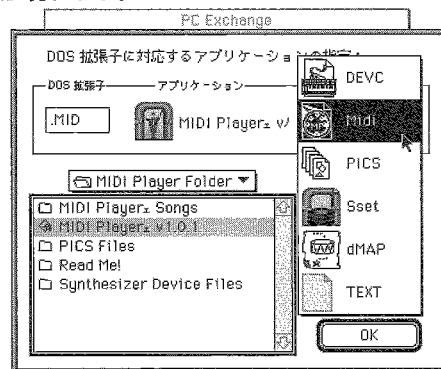 PC Exchange
DOS 拡張子に対応するアプリケーションの指定:
DOS 拡張子
アプリケーション
.MID
MIDI Player
MIDI Player Folder
MIDI Player Songs
MIDI Player v1.0.1
PICS Files
Read Me!
Synthesizer Device Files
DEVC
Midi
PICS
Sset
dMAP
TEXT
OK